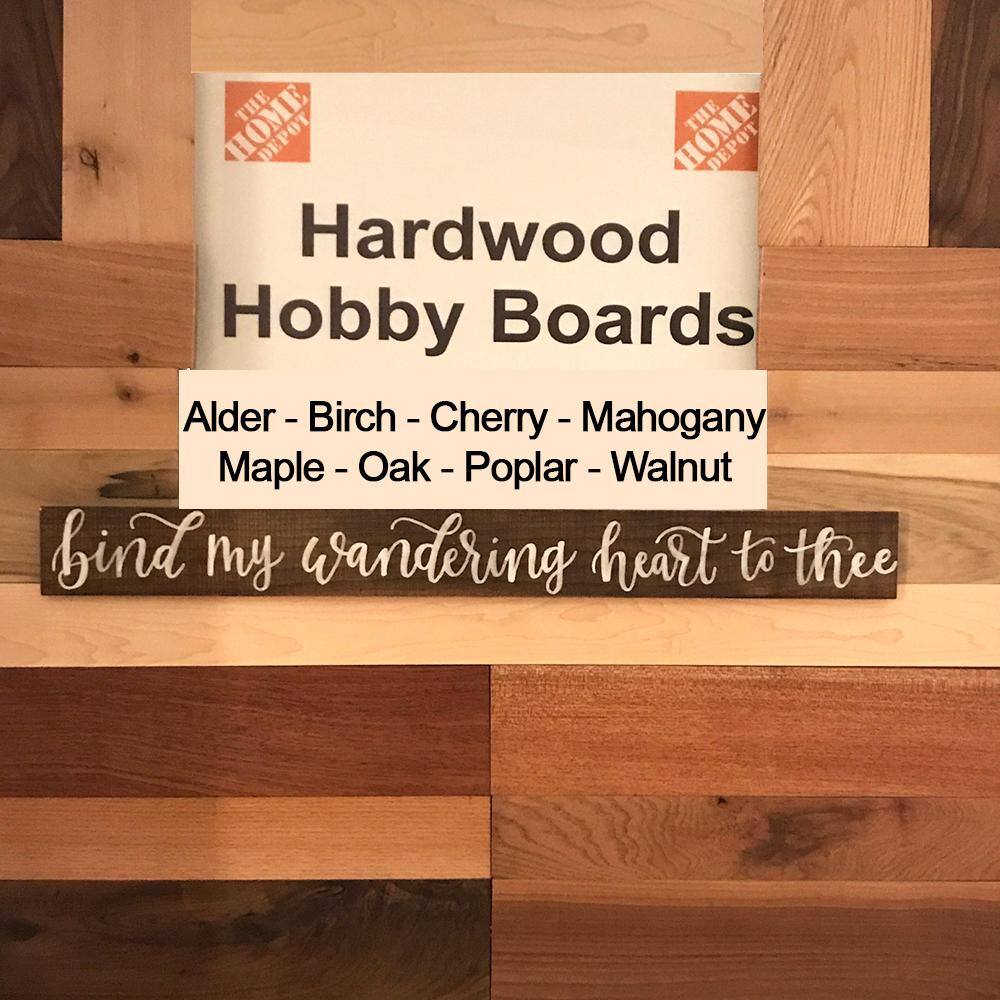 THE
HOME
DEPOT
THE
HOME
DEPOT
Hardwood
Hobby Boards
Alder - Birch - Cherry - Mahogany
Maple - Oak - Poplar - Walnut
bind my wandering heart to thee